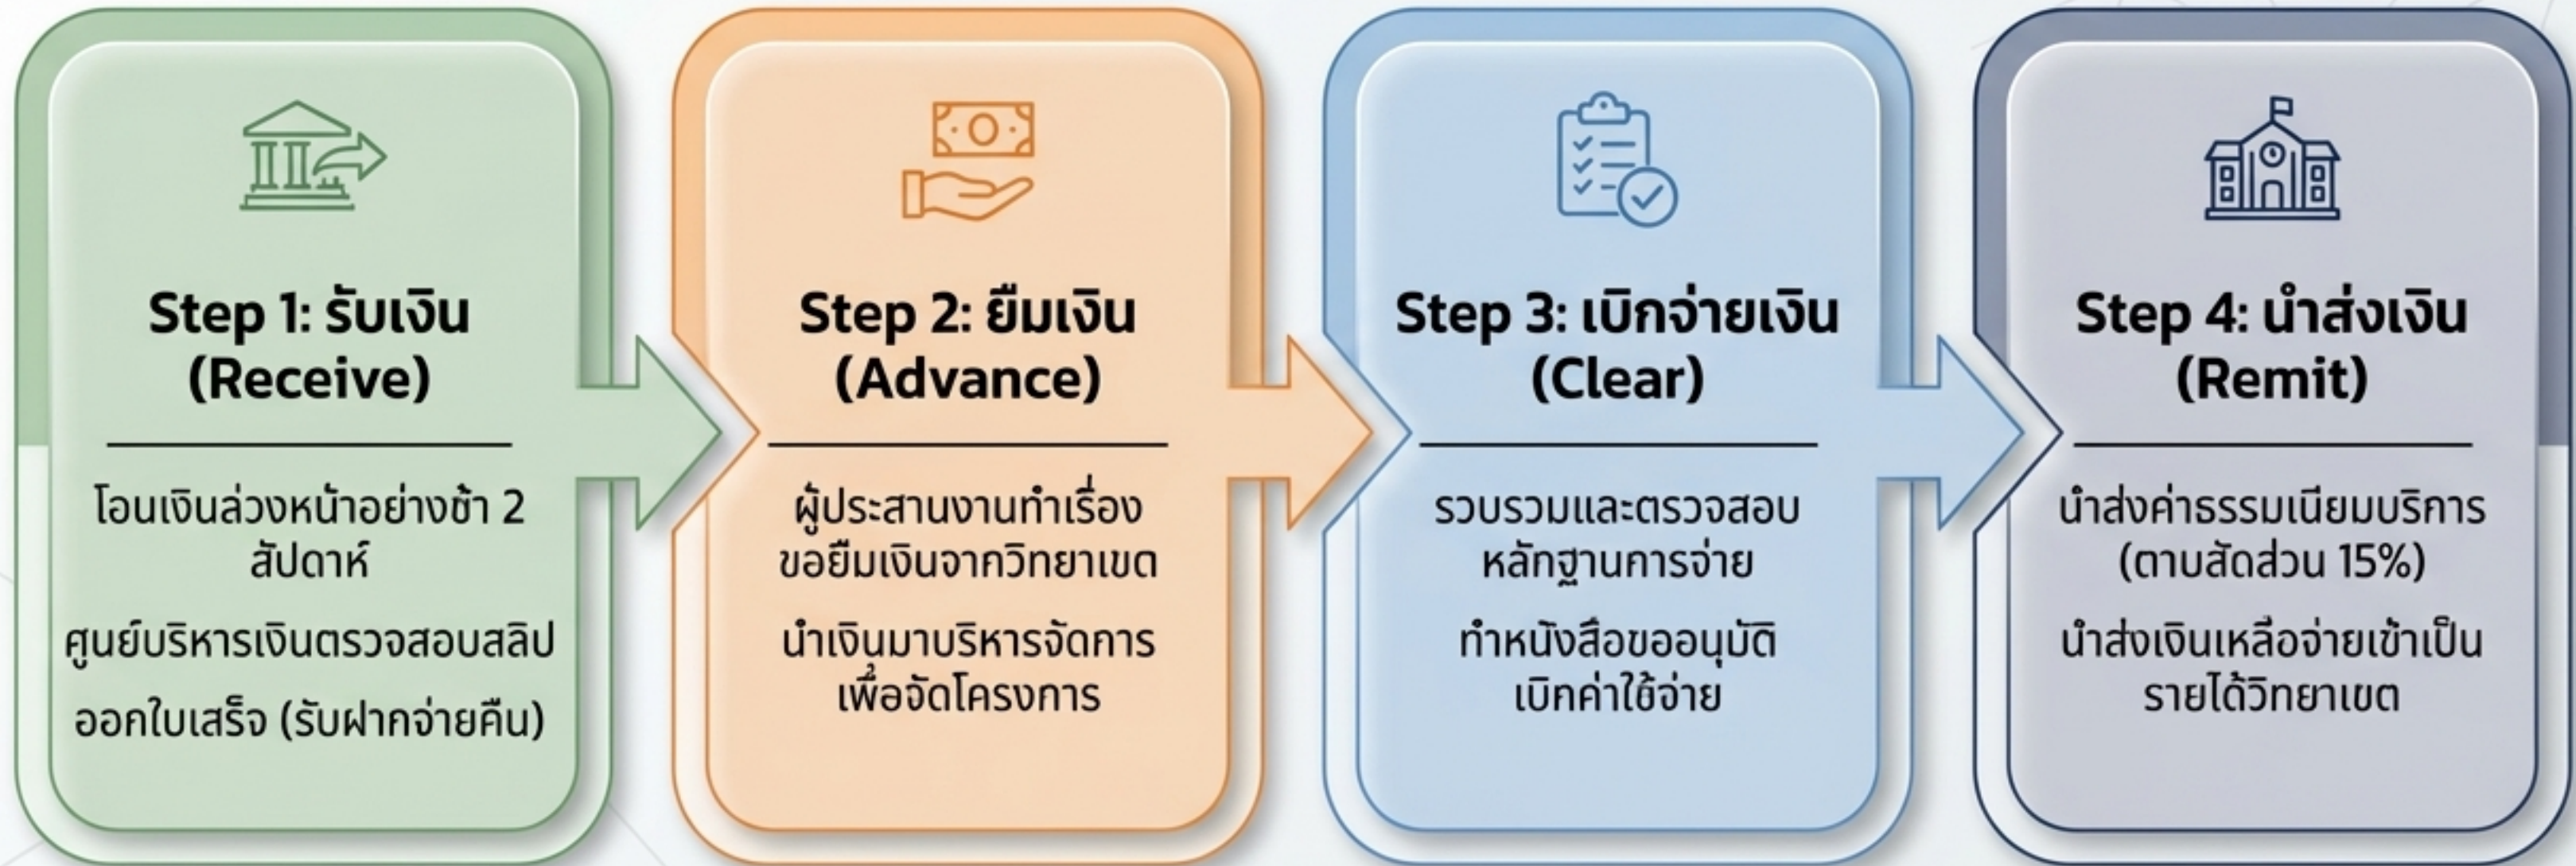 Step 1: รับเงิน
(Receive)
โอนเงินล่วงหน้าอย่างช้า 2
สัปดาห์
ศูนย์บริหารเงินตรวจสอบสลิป
ออกใบเสร็จ (รับฝากจ่ายคืน)
Step 2: ยืมเงิน
(Advance)
ผู้ประสานงานทำเรื่อง
ขอยืมเงินจากวิทยาเขต
นำเงินมาบริหารจัดการ
เพื่อจัดโครงการ
Step 3: เบิกจ่ายเงิน
(Clear)
รวบรวมและตรวจสอบ
หลักฐานการจ่าย
ทำหนังสือขออนุมัติ
เบิกค่าใช้จ่าย
Step 4: นำส่งเงิน
(Remit)
นำส่งค่าธรรมเนียมบริการ
(ตาบสัดส่วน 15%)
นำส่งเงินเหลือจ่ายเข้าเป็น
รายได้วิทยาเขต